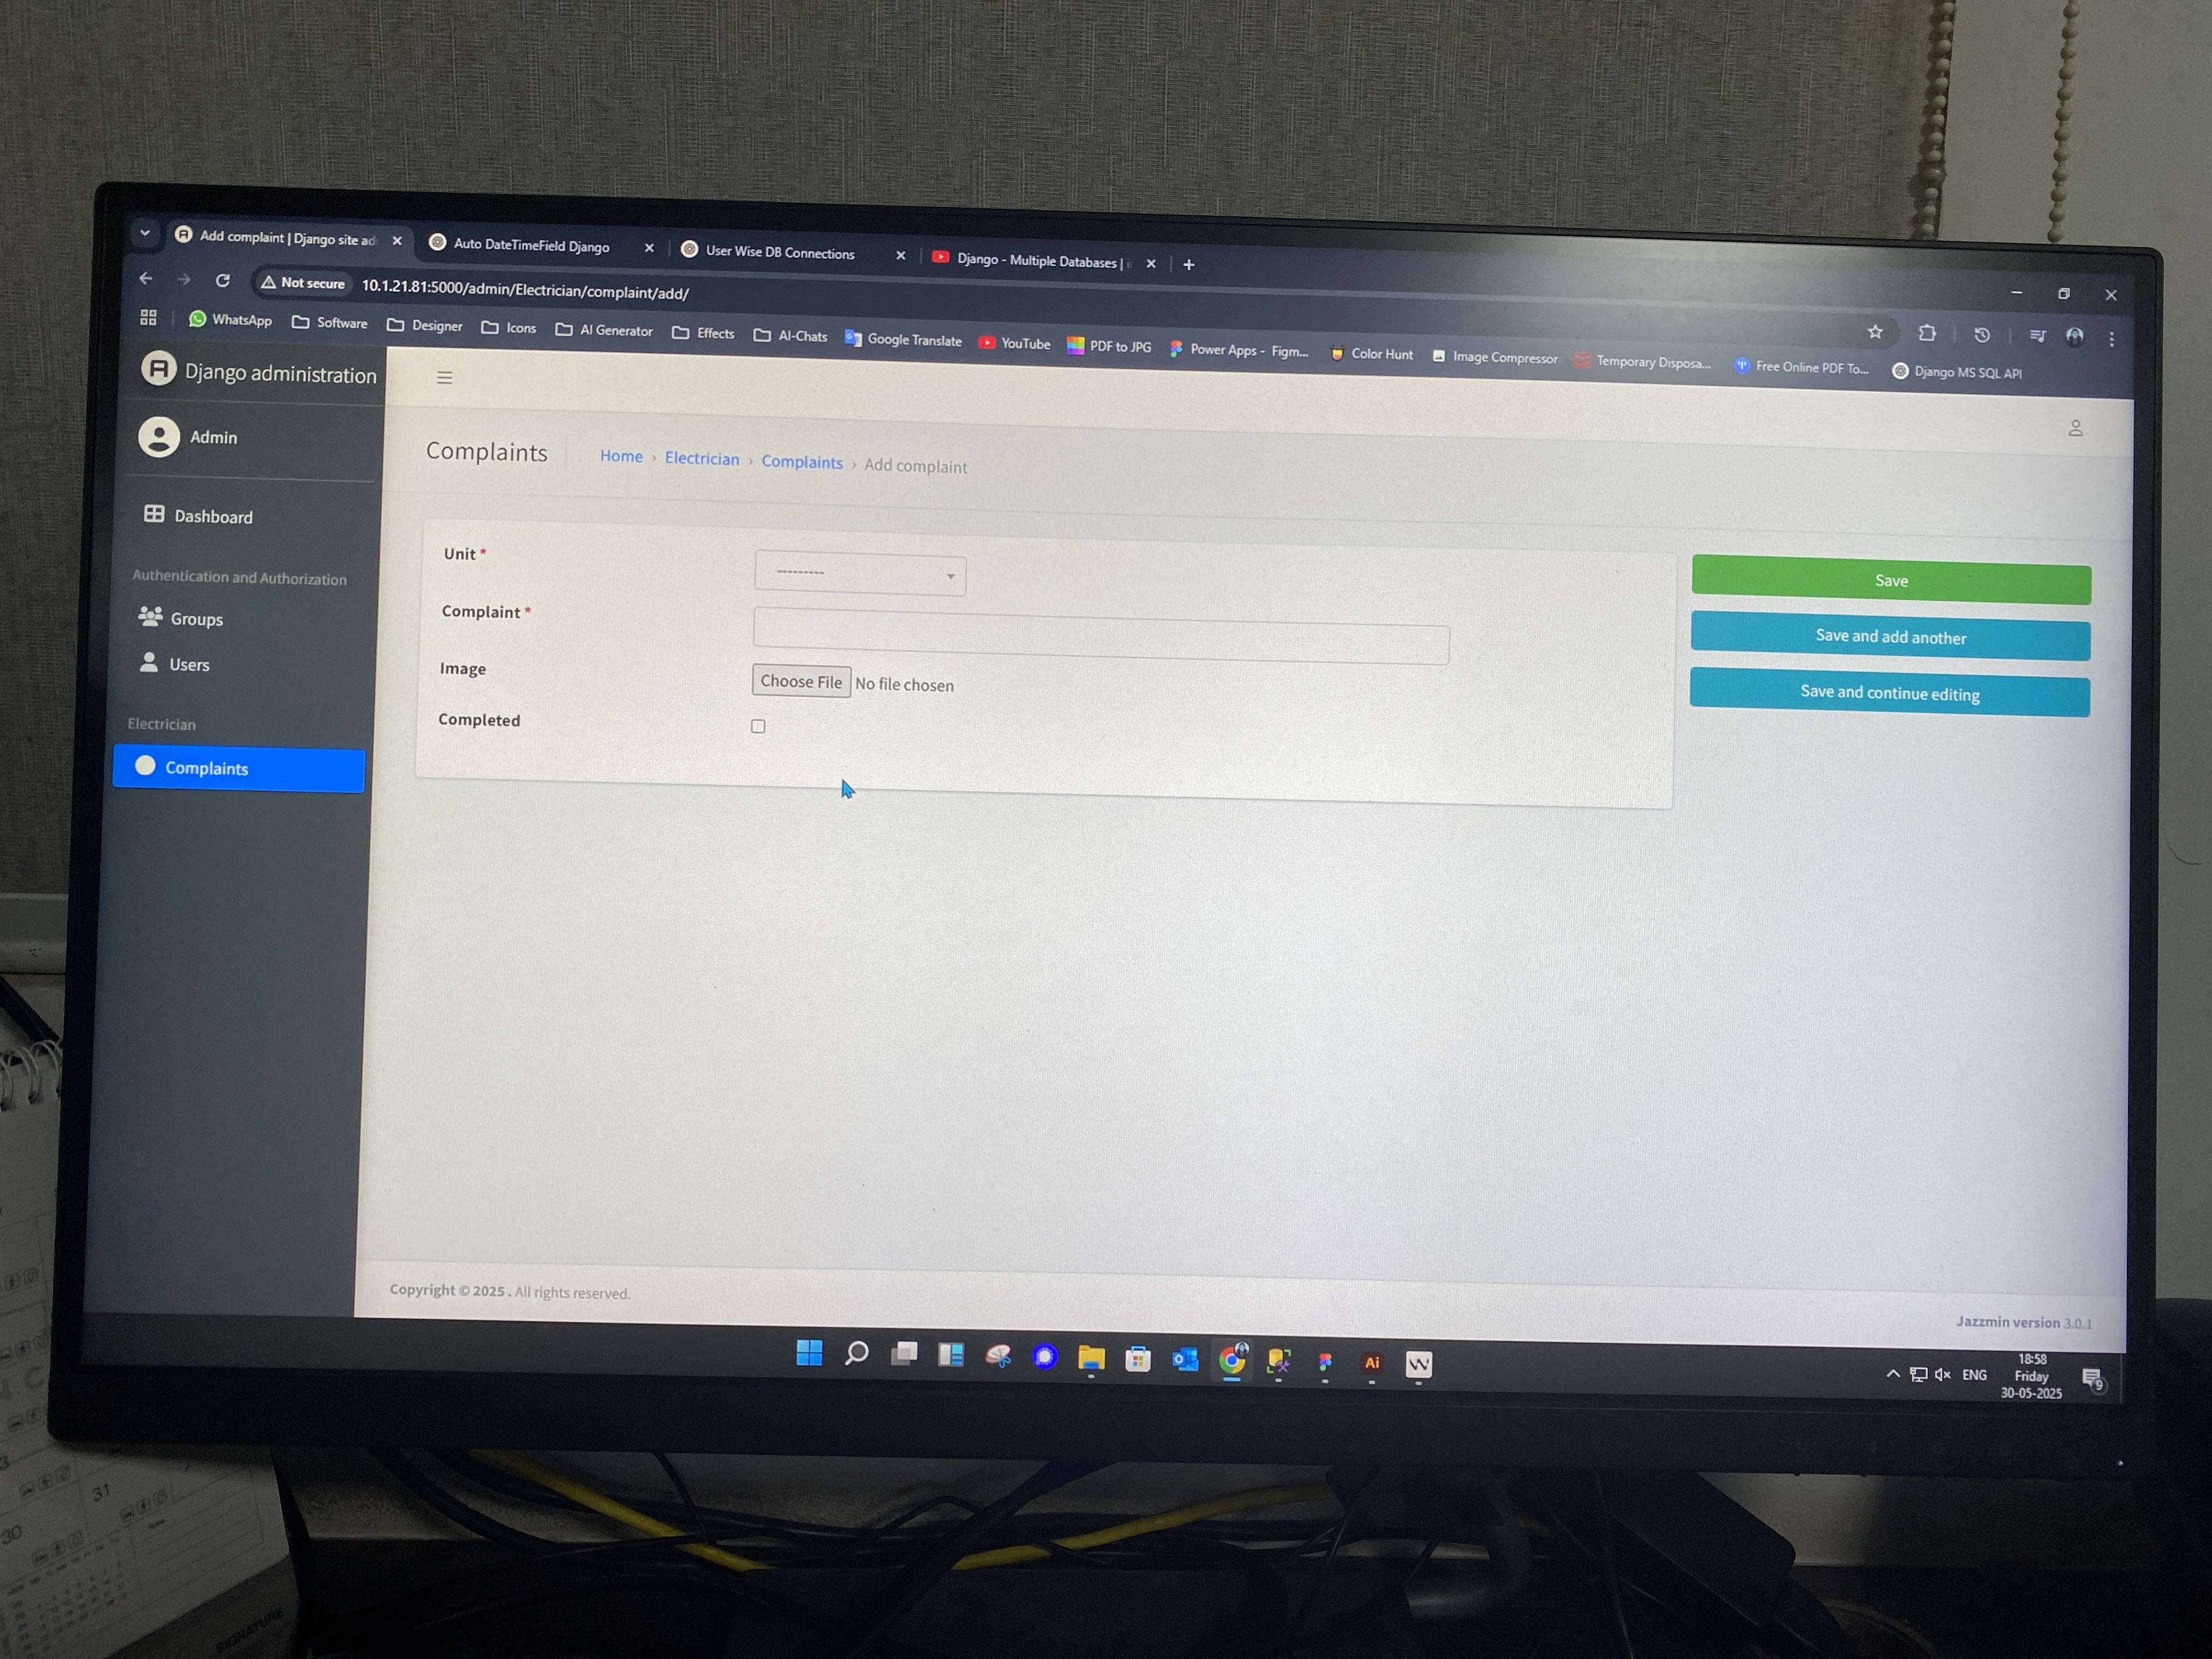 Add complaint | Django site ad
Auto DateTimeField Django
User Wise DB Connections
Django - Multiple Databases |
Not secure
10.1.21.81:5000/admin/Electrician/complaint/add/
WhatsApp
Software
Designer
Icons
AI Generator
Effects
AI-Chats
Google Translate
YouTube
PDF to JPG
Power Apps - Figm...
Color Hunt
Image Compressor
Temporary Disposa...
Free Online PDF To...
Django MS SQL API
Django administration
Admin
Dashboard
Authentication and Authorization
Groups
Users
Electrician
Complaints
Complaints
Home › Electrician › Complaints › Add complaint
Unit *
---------
Complaint *
Image
Choose File No file chosen
Completed
Save
Save and add another
Save and continue editing
Copyright © 2025 . All rights reserved.
Jazzmin version 3.0.1
Ai
ENG
18:58
Friday
30-05-2025
9
31
30
SIGNATURE